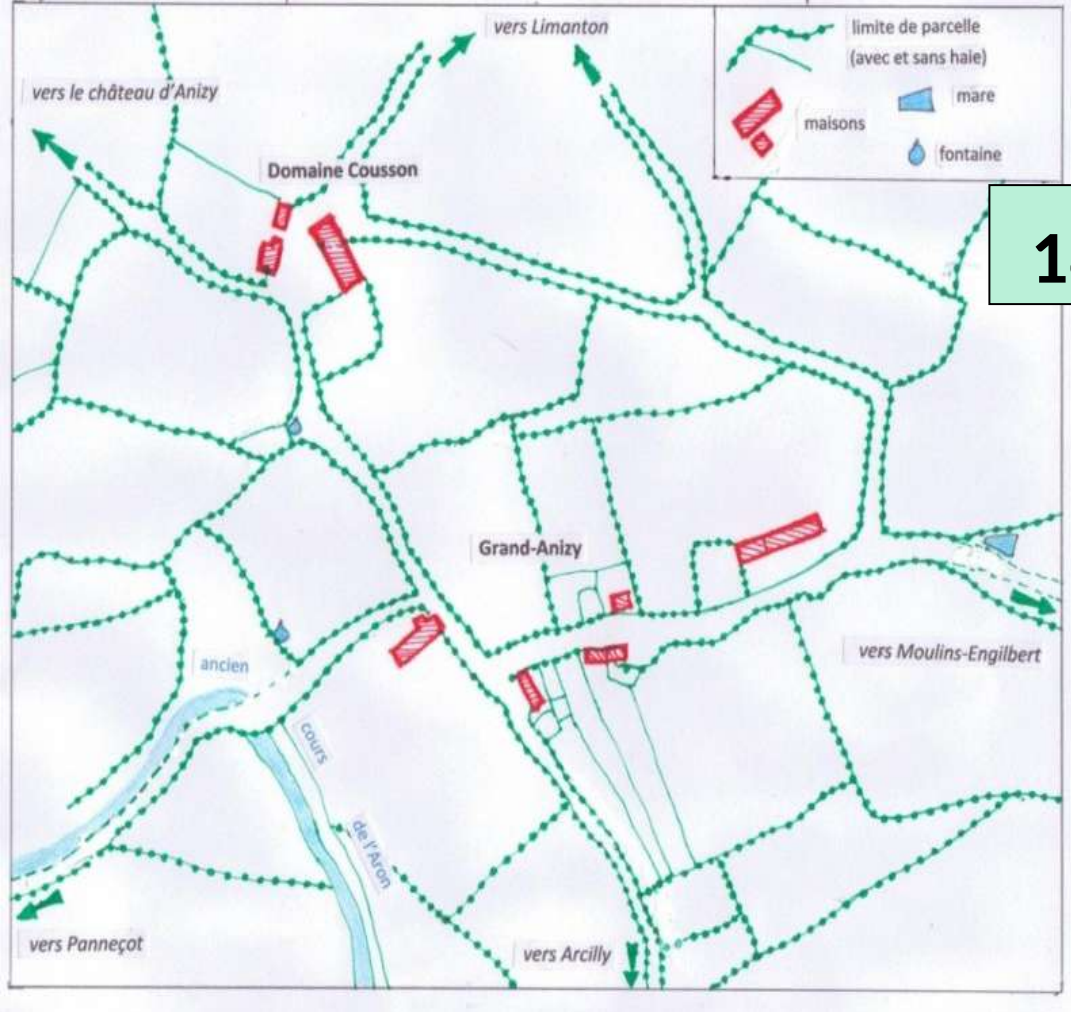 vers Limanton
limite de parcelle
(avec et sans haie)
vers le château d'Anizy
mare
maisons
fontaine
Domaine Cousson
Grand-Anizy
vers Moulins-Engilbert
ancien
cours
de l'Aron
vers Panneçot
vers Arcilly